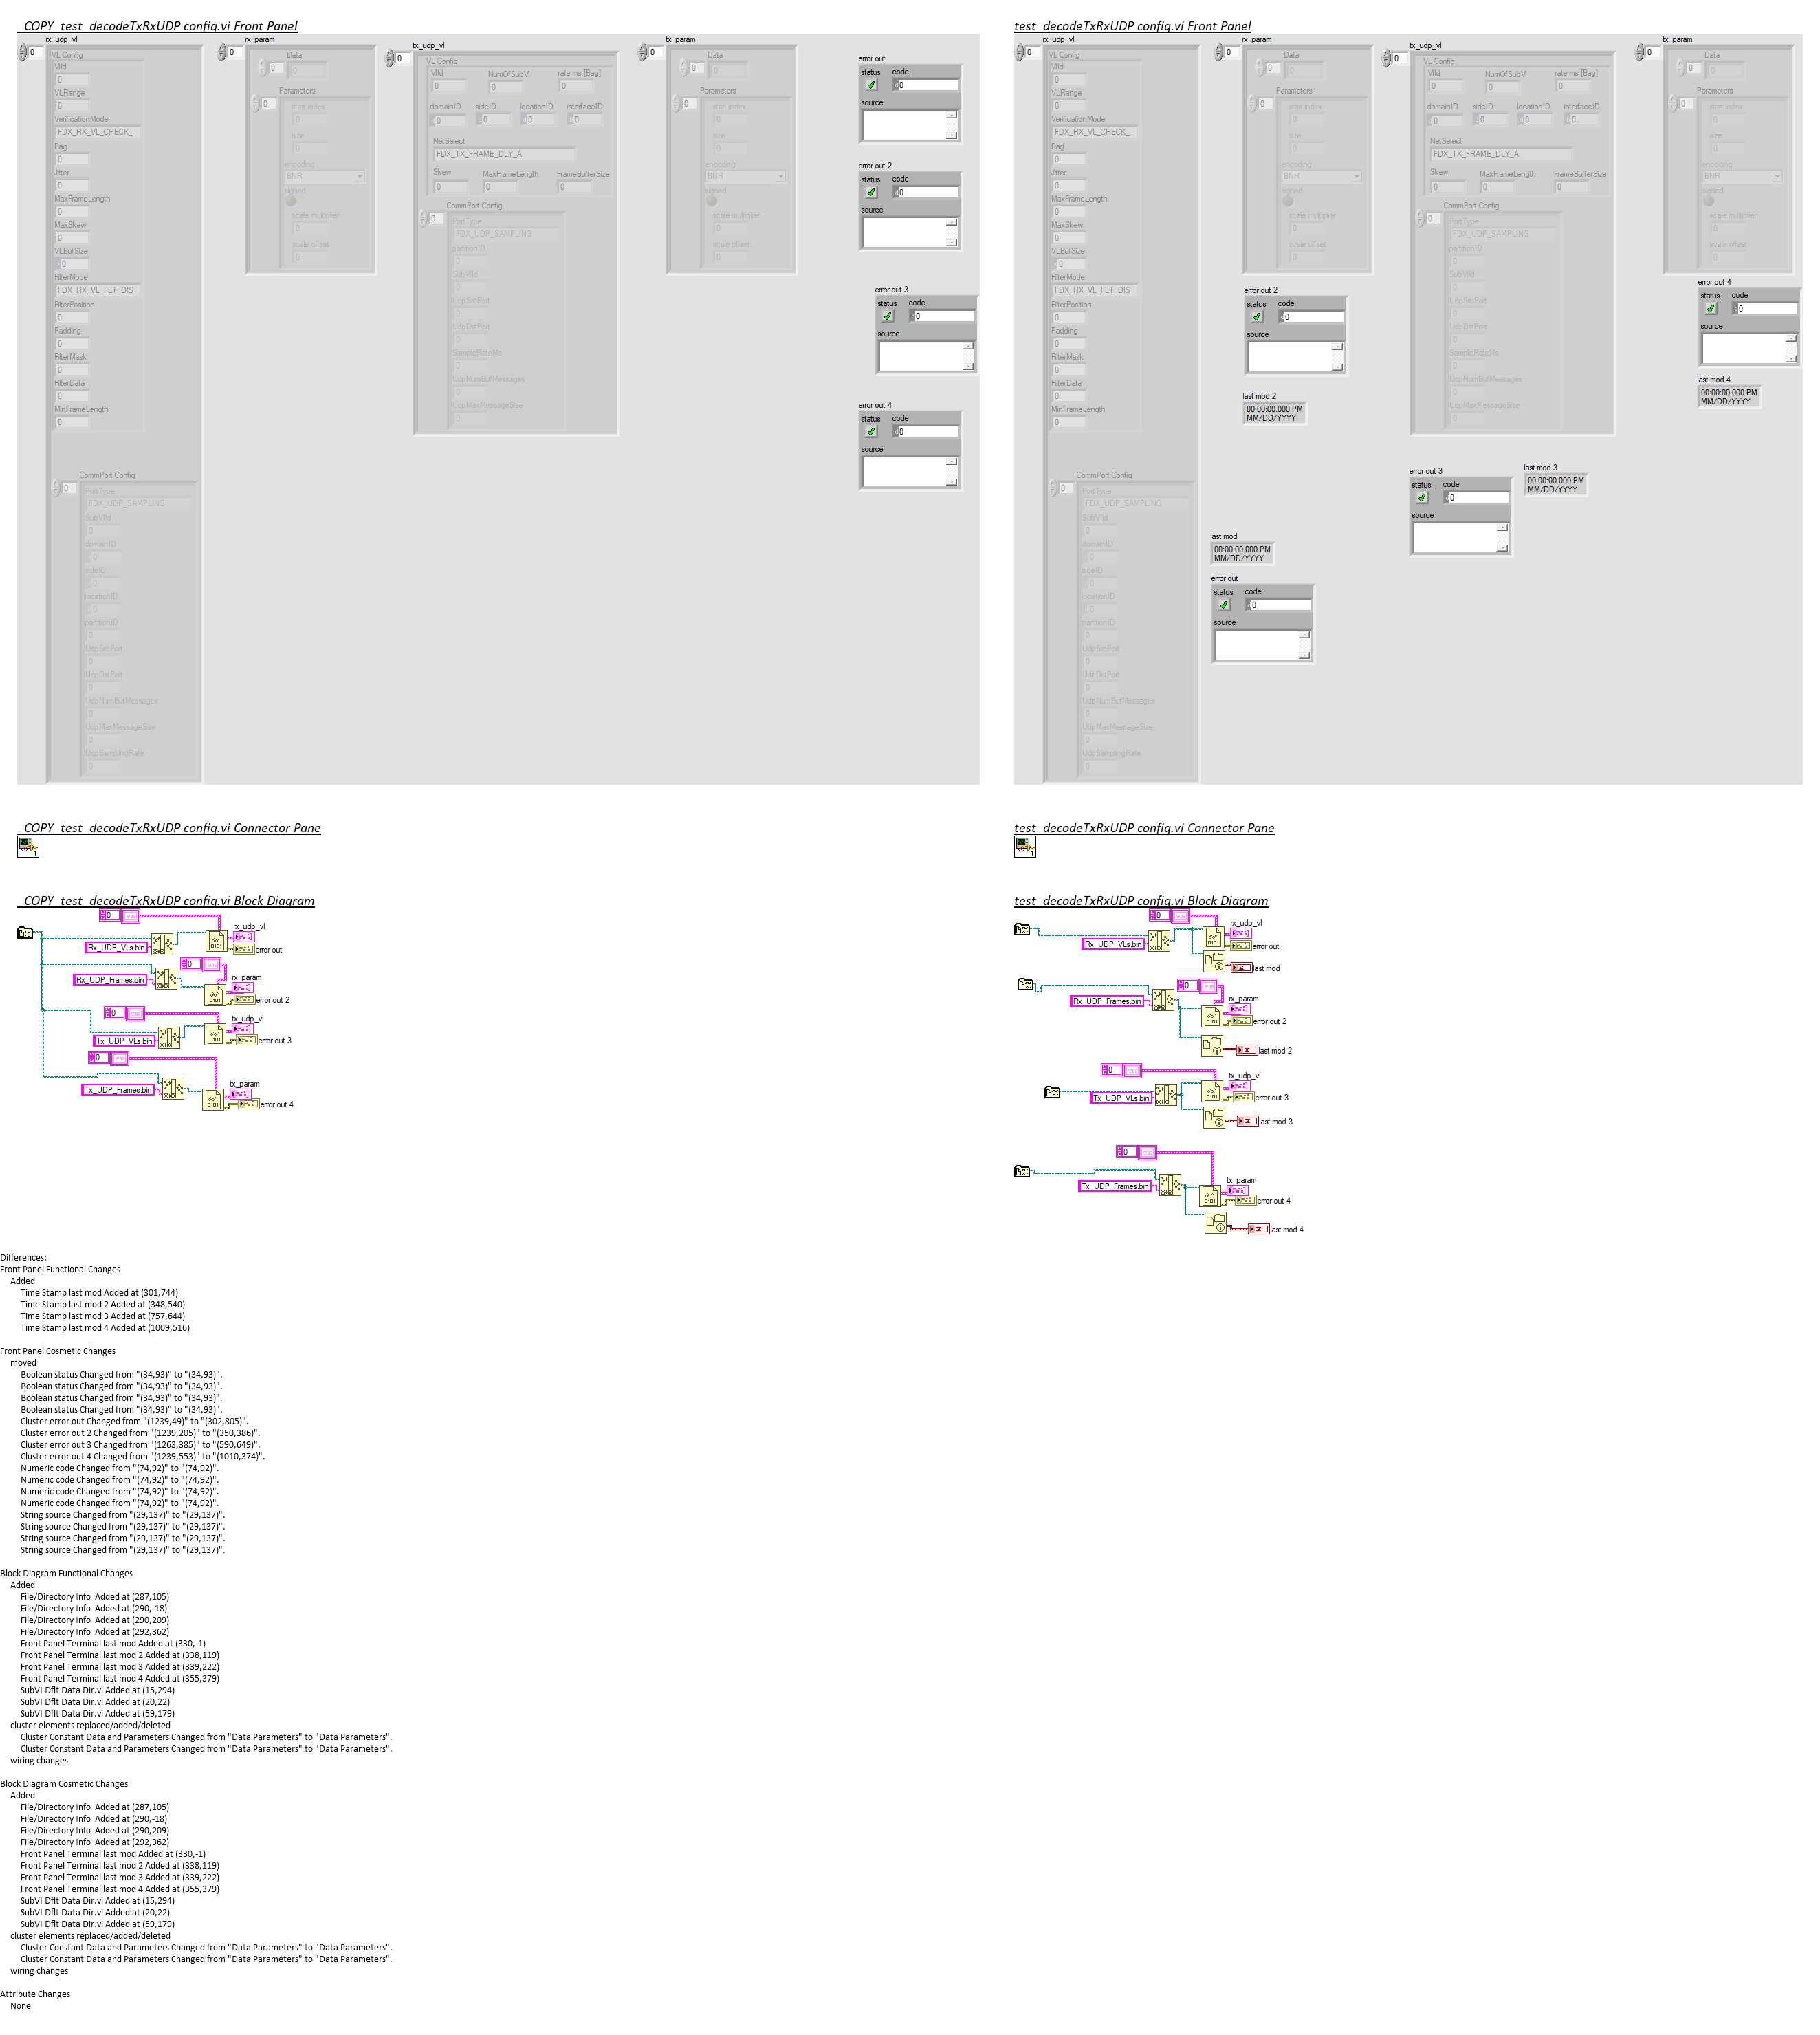 COPY_test_decodeTxRxUDP config.vi Front Panel
rx_udp_vl
0
VL Config
VlId
0
VLRange
0
VerificationMode
FDX_RX_VL_CHECK_
Bag
0
Jitter
0
MaxFrameLength
0
MaxSkew
0
VLBufSize
0
FilterMode
FDX_RX_VL_FLT_DIS
FilterPosition
0
Padding
0
FilterMask
0
FilterData
0
MinFrameLength
0
CommPort Config
0
PortType
FDX_UDP_SAMPLING
SubVlId
0
domainID
0
sideID
0
locationID
0
partitionID
0
UdpSrcPort
0
UdpDstPort
0
UdpNumBufMessages
0
UdpMaxMessageSize
0
UdpSamplingRate
0
rx_param
0
Data
0
0
Parameters
0
start index
0
size
0
encoding
BNR
signed
scale multiplier
0
scale offset
0
tx_udp_vl
0
VL Config
VlId NumOfSubVl rate ms [Bag]
0 0 0
domainID sideID locationID interfaceID
0 0 0 0
NetSelect
FDX_TX_FRAME_DLY_A
Skew MaxFrameLength FrameBufferSize
0 0 0
CommPort Config
0
PortType
FDX_UDP_SAMPLING
partitionID
0
SubVlId
0
UdpSrcPort
0
UdpDstPort
0
SampleRateMs
0
UdpNumBufMessages
0
UdpMaxMessageSize
0
tx_param
0
Data
0
0
Parameters
0
start index
0
size
0
encoding
BNR
signed
scale multiplier
0
scale offset
0
error out
status code
0
source
error out 2
status code
0
source
error out 3
status code
0
source
error out 4
status code
0
source
test_decodeTxRxUDP config.vi Front Panel
rx_udp_vl
0
VL Config
VlId
0
VLRange
0
VerificationMode
FDX_RX_VL_CHECK_
Bag
0
Jitter
0
MaxFrameLength
0
MaxSkew
0
VLBufSize
0
FilterMode
FDX_RX_VL_FLT_DIS
FilterPosition
0
Padding
0
FilterMask
0
FilterData
0
MinFrameLength
0
CommPort Config
0
PortType
FDX_UDP_SAMPLING
SubVlId
0
domainID
0
sideID
0
locationID
0
partitionID
0
UdpSrcPort
0
UdpDstPort
0
UdpNumBufMessages
0
UdpMaxMessageSize
0
UdpSamplingRate
0
rx_param
0
Data
0
0
Parameters
0
start index
0
size
0
encoding
BNR
signed
scale multiplier
0
scale offset
0
error out 2
status code
0
source
last mod 2
00:00:00.000 PM
MM/DD/YYYY
last mod
00:00:00.000 PM
MM/DD/YYYY
error out
status code
0
source
tx_udp_vl
0
VL Config
VlId NumOfSubVl rate ms [Bag]
0 0 0
domainID sideID locationID interfaceID
0 0 0 0
NetSelect
FDX_TX_FRAME_DLY_A
Skew MaxFrameLength FrameBufferSize
0 0 0
CommPort Config
0
PortType
FDX_UDP_SAMPLING
partitionID
0
SubVlId
0
UdpSrcPort
0
UdpDstPort
0
SampleRateMs
0
UdpNumBufMessages
0
UdpMaxMessageSize
0
error out 3
status code
0
source
last mod 3
00:00:00.000 PM
MM/DD/YYYY
tx_param
0
Data
0
0
Parameters
0
start index
0
size
0
encoding
BNR
signed
scale multiplier
0
scale offset
0
error out 4
status code
0
source
last mod 4
00:00:00.000 PM
MM/DD/YYYY
COPY_test_decodeTxRxUDP config.vi Connector Pane
1
test_decodeTxRxUDP config.vi Connector Pane
1
COPY_test_decodeTxRxUDP config.vi Block Diagram
0
rx_udp_vl
Rx_UDP_VLs.bin
error out
0
rx_param
Rx_UDP_Frames.bin
error out 2
0
tx_udp_vl
Tx_UDP_VLs.bin
error out 3
0
tx_param
Tx_UDP_Frames.bin
error out 4
test_decodeTxRxUDP config.vi Block Diagram
0
rx_udp_vl
Rx_UDP_VLs.bin
error out
last mod
0
rx_param
Rx_UDP_Frames.bin
error out 2
last mod 2
0
tx_udp_vl
Tx_UDP_VLs.bin
error out 3
last mod 3
0
tx_param
Tx_UDP_Frames.bin
error out 4
last mod 4
Differences:
Front Panel Functional Changes
Added
Time Stamp last mod Added at (301,744)
Time Stamp last mod 2 Added at (348,540)
Time Stamp last mod 3 Added at (757,644)
Time Stamp last mod 4 Added at (1009,516)
Front Panel Cosmetic Changes
moved
Boolean status Changed from "(34,93)" to "(34,93)".
Boolean status Changed from "(34,93)" to "(34,93)".
Boolean status Changed from "(34,93)" to "(34,93)".
Boolean status Changed from "(34,93)" to "(34,93)".
Cluster error out Changed from "(1239,49)" to "(302,805)".
Cluster error out 2 Changed from "(1239,205)" to "(350,386)".
Cluster error out 3 Changed from "(1263,385)" to "(590,649)".
Cluster error out 4 Changed from "(1239,553)" to "(1010,374)".
Numeric code Changed from "(74,92)" to "(74,92)".
Numeric code Changed from "(74,92)" to "(74,92)".
Numeric code Changed from "(74,92)" to "(74,92)".
Numeric code Changed from "(74,92)" to "(74,92)".
String source Changed from "(29,137)" to "(29,137)".
String source Changed from "(29,137)" to "(29,137)".
String source Changed from "(29,137)" to "(29,137)".
String source Changed from "(29,137)" to "(29,137)".
Block Diagram Functional Changes
Added
File/Directory Info Added at (287,105)
File/Directory Info Added at (290,-18)
File/Directory Info Added at (290,209)
File/Directory Info Added at (292,362)
Front Panel Terminal last mod Added at (330,-1)
Front Panel Terminal last mod 2 Added at (338,119)
Front Panel Terminal last mod 3 Added at (339,222)
Front Panel Terminal last mod 4 Added at (355,379)
SubVI Dflt Data Dir.vi Added at (15,294)
SubVI Dflt Data Dir.vi Added at (20,22)
SubVI Dflt Data Dir.vi Added at (59,179)
cluster elements replaced/added/deleted
Cluster Constant Data and Parameters Changed from "Data Parameters" to "Data Parameters".
Cluster Constant Data and Parameters Changed from "Data Parameters" to "Data Parameters".
wiring changes
Block Diagram Cosmetic Changes
Added
File/Directory Info Added at (287,105)
File/Directory Info Added at (290,-18)
File/Directory Info Added at (290,209)
File/Directory Info Added at (292,362)
Front Panel Terminal last mod Added at (330,-1)
Front Panel Terminal last mod 2 Added at (338,119)
Front Panel Terminal last mod 3 Added at (339,222)
Front Panel Terminal last mod 4 Added at (355,379)
SubVI Dflt Data Dir.vi Added at (15,294)
SubVI Dflt Data Dir.vi Added at (20,22)
SubVI Dflt Data Dir.vi Added at (59,179)
cluster elements replaced/added/deleted
Cluster Constant Data and Parameters Changed from "Data Parameters" to "Data Parameters".
Cluster Constant Data and Parameters Changed from "Data Parameters" to "Data Parameters".
wiring changes
Attribute Changes
None